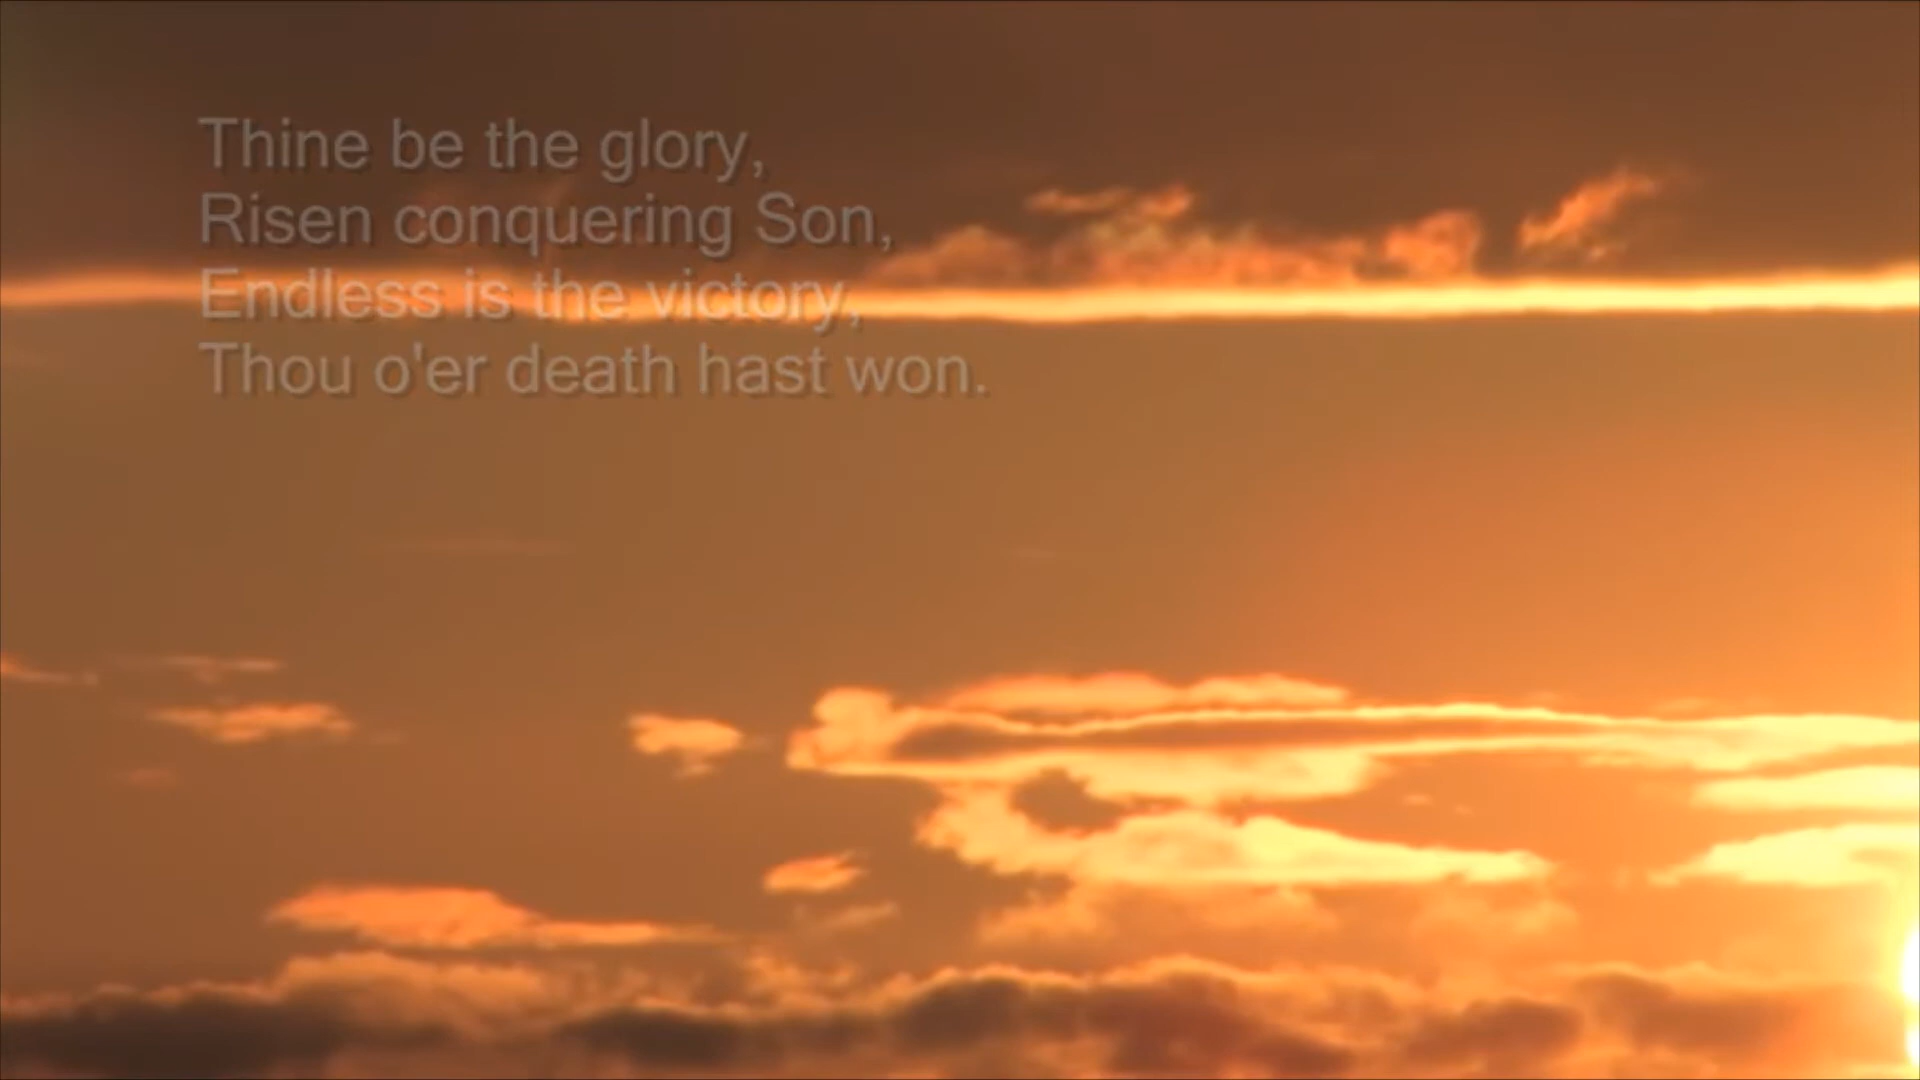 Thine be the glory,
Risen conquering Son,
Endless is the victory,
Thou o'er death hast won.